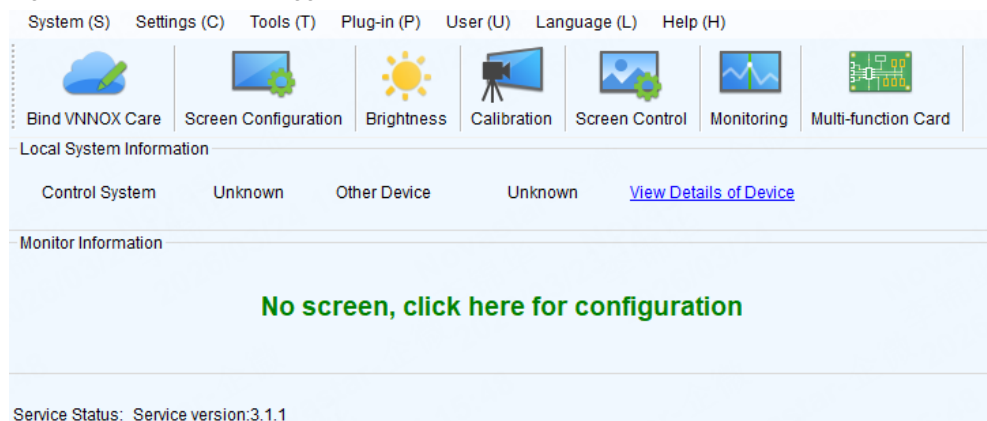 System (S) Settings (C) Tools (T) Plug-in (P) User (U) Language (L) Help (H)
Bind VNNOX Care Screen Configuration Brightness Calibration Screen Control Monitoring Multi-function Card
Local System Information
Control System Unknown Other Device Unknown View Details of Device
Monitor Information
No screen, click here for configuration
Service Status: Service version:3.1.1